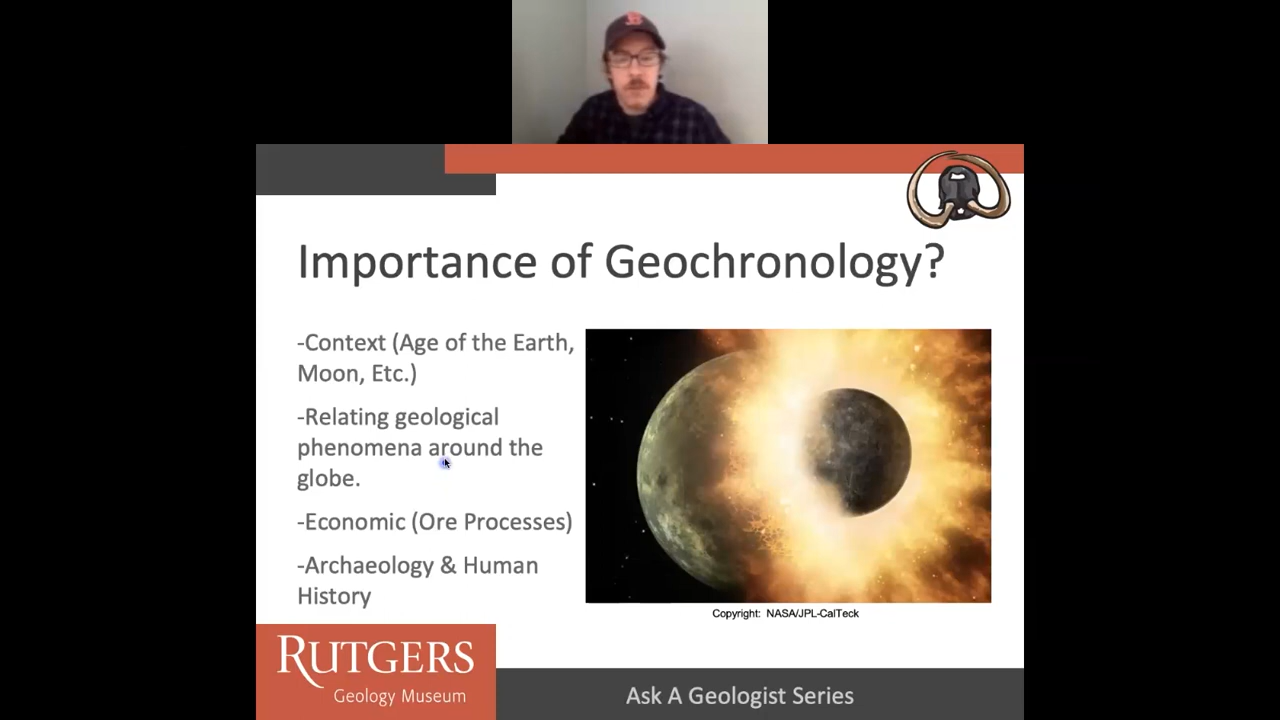 Importance of Geochronology?
-Context (Age of the Earth,
Moon, Etc.)
-Relating geological
phenomena around the
globe.
-Economic (Ore Processes)
-Archaeology & Human
History
Copyright: NASA/JPL-CalTeck
RUTGERS
Geology Museum
Ask A Geologist Series